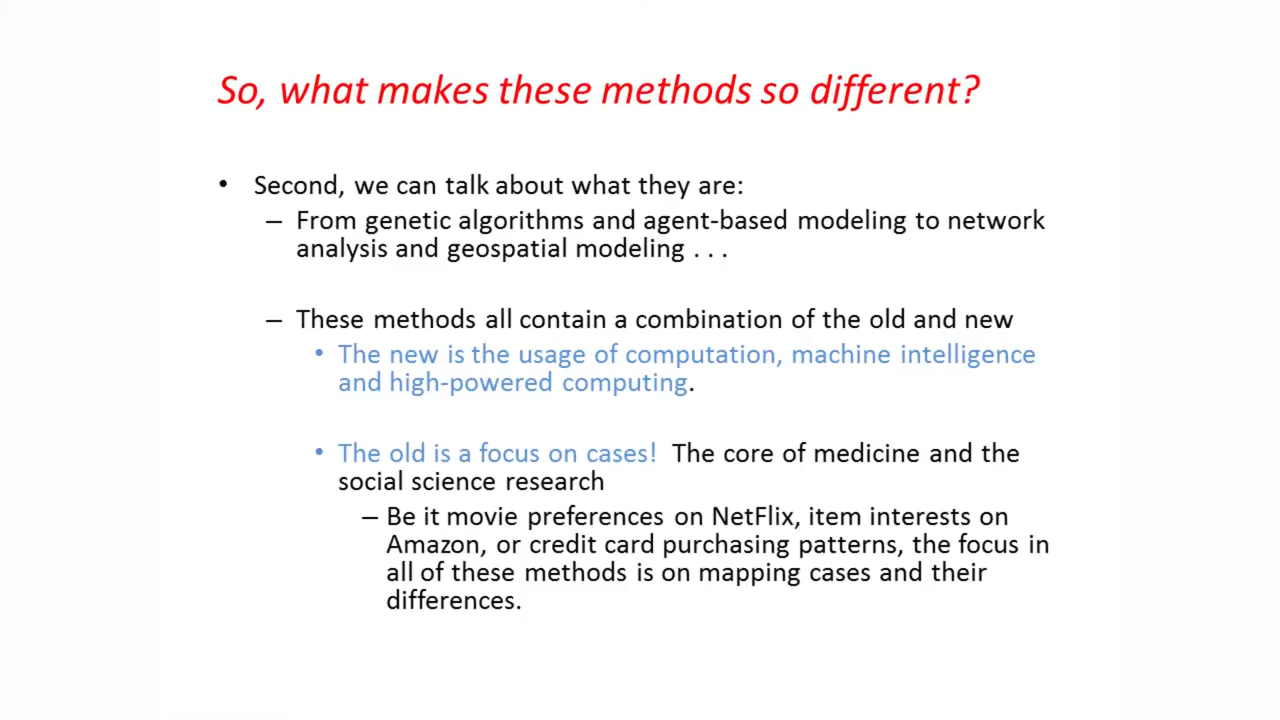 So, what makes these methods so different?
• Second, we can talk about what they are:
– From genetic algorithms and agent-based modeling to network
analysis and geospatial modeling . . .
– These methods all contain a combination of the old and new
• The new is the usage of computation, machine intelligence
and high-powered computing.
• The old is a focus on cases! The core of medicine and the
social science research
– Be it movie preferences on NetFlix, item interests on
Amazon, or credit card purchasing patterns, the focus in
all of these methods is on mapping cases and their
differences.